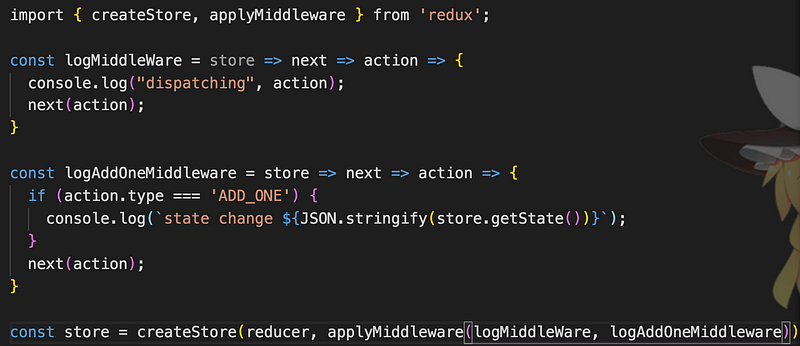 import { createStore, applyMiddleware } from 'redux';
const logMiddleWare = store => next => action => {
console.log("dispatching", action);
next(action);
}
const logAddOneMiddleware = store => next => action => {
if (action.type === 'ADD_ONE') {
console.log(`state change ${JSON.stringify(store.getState())}`);
}
next(action);
}
const store = createStore(reducer, applyMiddleware(logMiddleWare, logAddOneMiddleware))